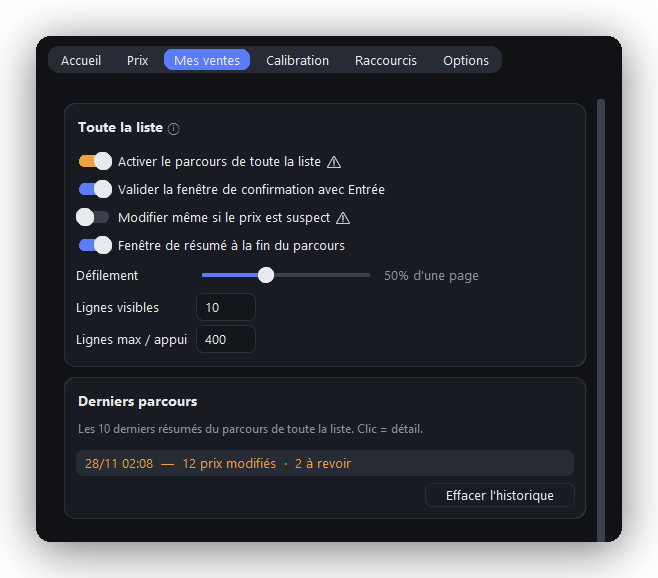 Accueil Prix Mes ventes Calibration Raccourcis Options
Toute la liste
Activer le parcours de toute la liste
Valider la fenêtre de confirmation avec Entrée
Modifier même si le prix est suspect
Fenêtre de résumé à la fin du parcours
Défilement 50% d'une page
Lignes visibles 10
Lignes max / appui 400
Derniers parcours
Les 10 derniers résumés du parcours de toute la liste. Clic = détail.
28/11 02:08 — 12 prix modifiés · 2 à revoir
Effacer l'historique